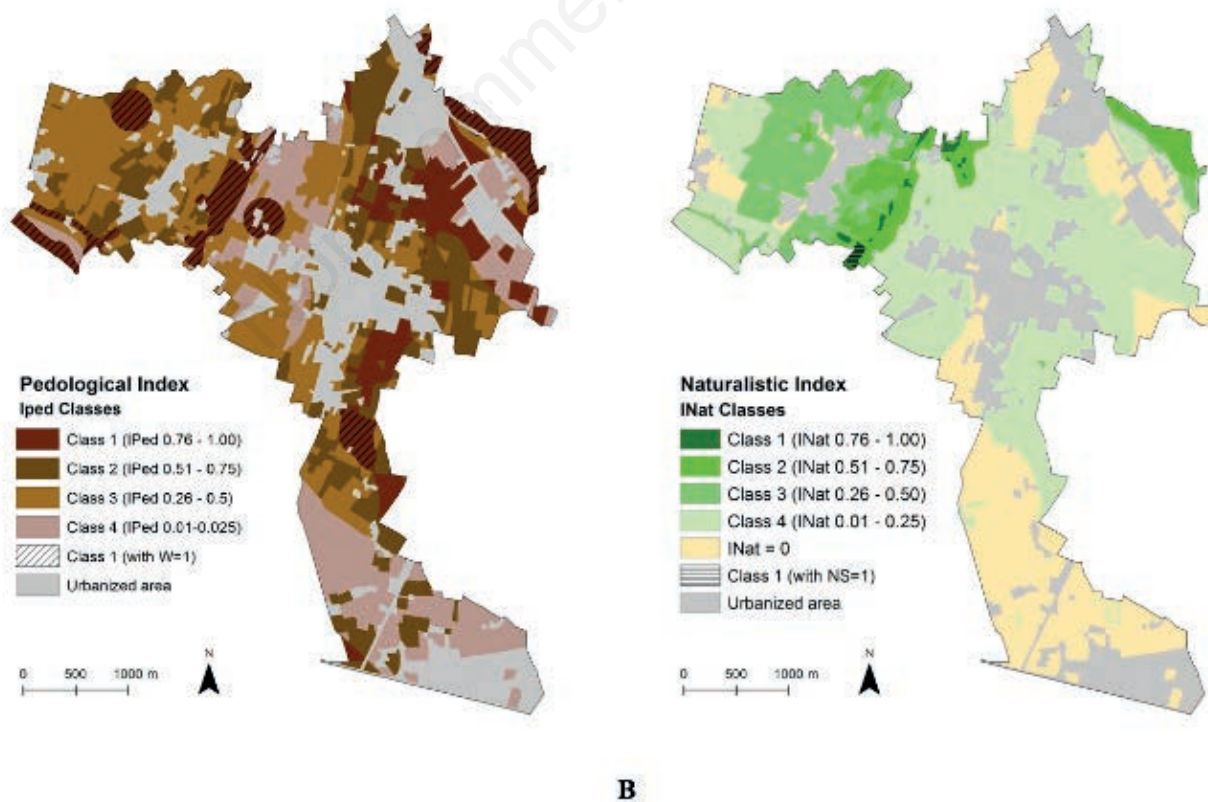 Pedological Index
Iped Classes
Class 1 (IPed 0.76 - 1.00)
Class 2 (IPed 0.51 - 0.75)
Class 3 (IPed 0.26 - 0.5)
Class 4 (IPed 0.01-0.025)
Class 1 (with W=1)
Urbanized area
0 500 1000 m
N
Naturalistic Index
INat Classes
Class 1 (INat 0.76 - 1.00)
Class 2 (INat 0.51 - 0.75)
Class 3 (INat 0.26 - 0.50)
Class 4 (INat 0.01 - 0.25)
INat = 0
Class 1 (with NS=1)
Urbanized area
0 500 1000 m
N
B